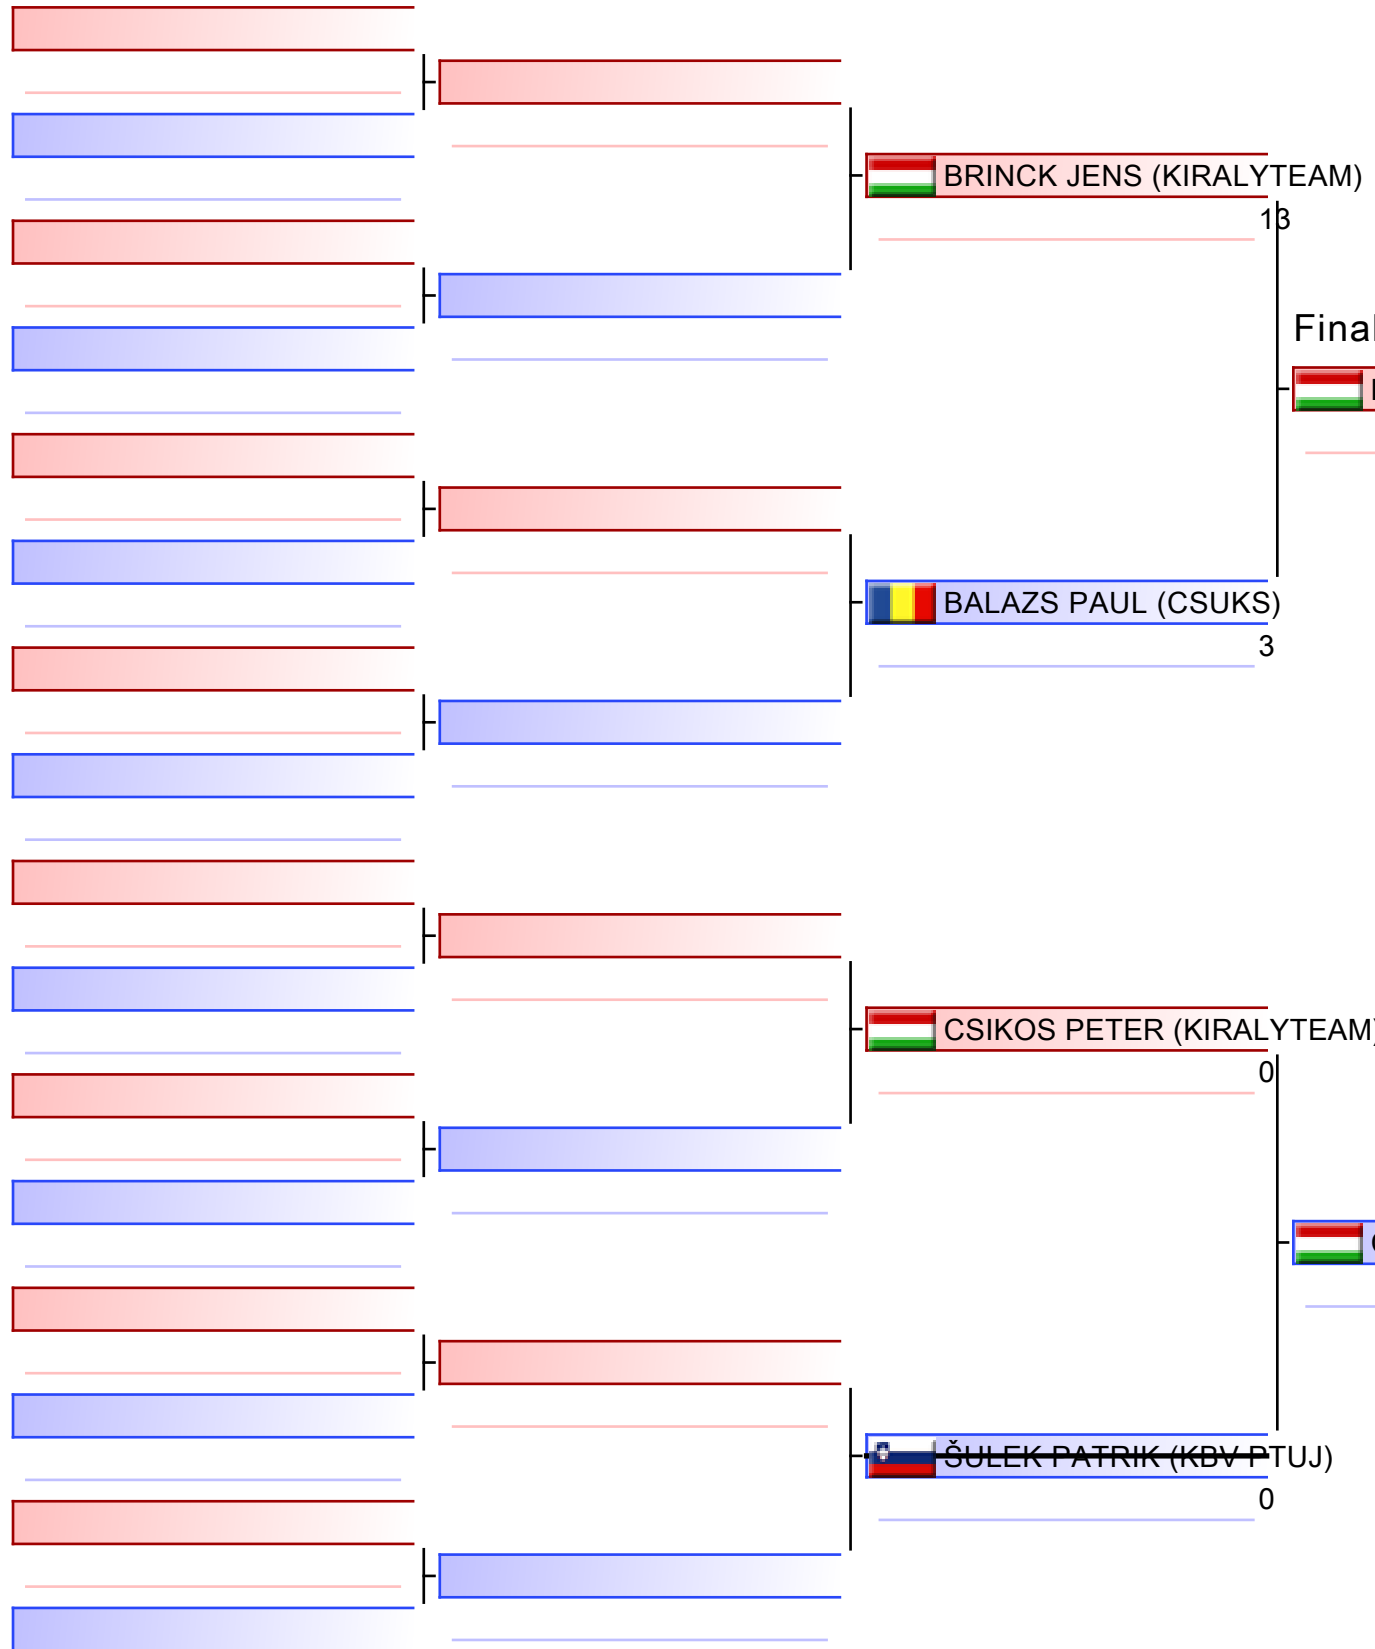 BRINCK JENS (KIRALYTEAM)
13
Final
BALAZS PAUL (CSUKS)
3
CSIKOS PETER (KIRALYTEAM)
0
ŠULEK PATRIK (KBV PTUJ)
0